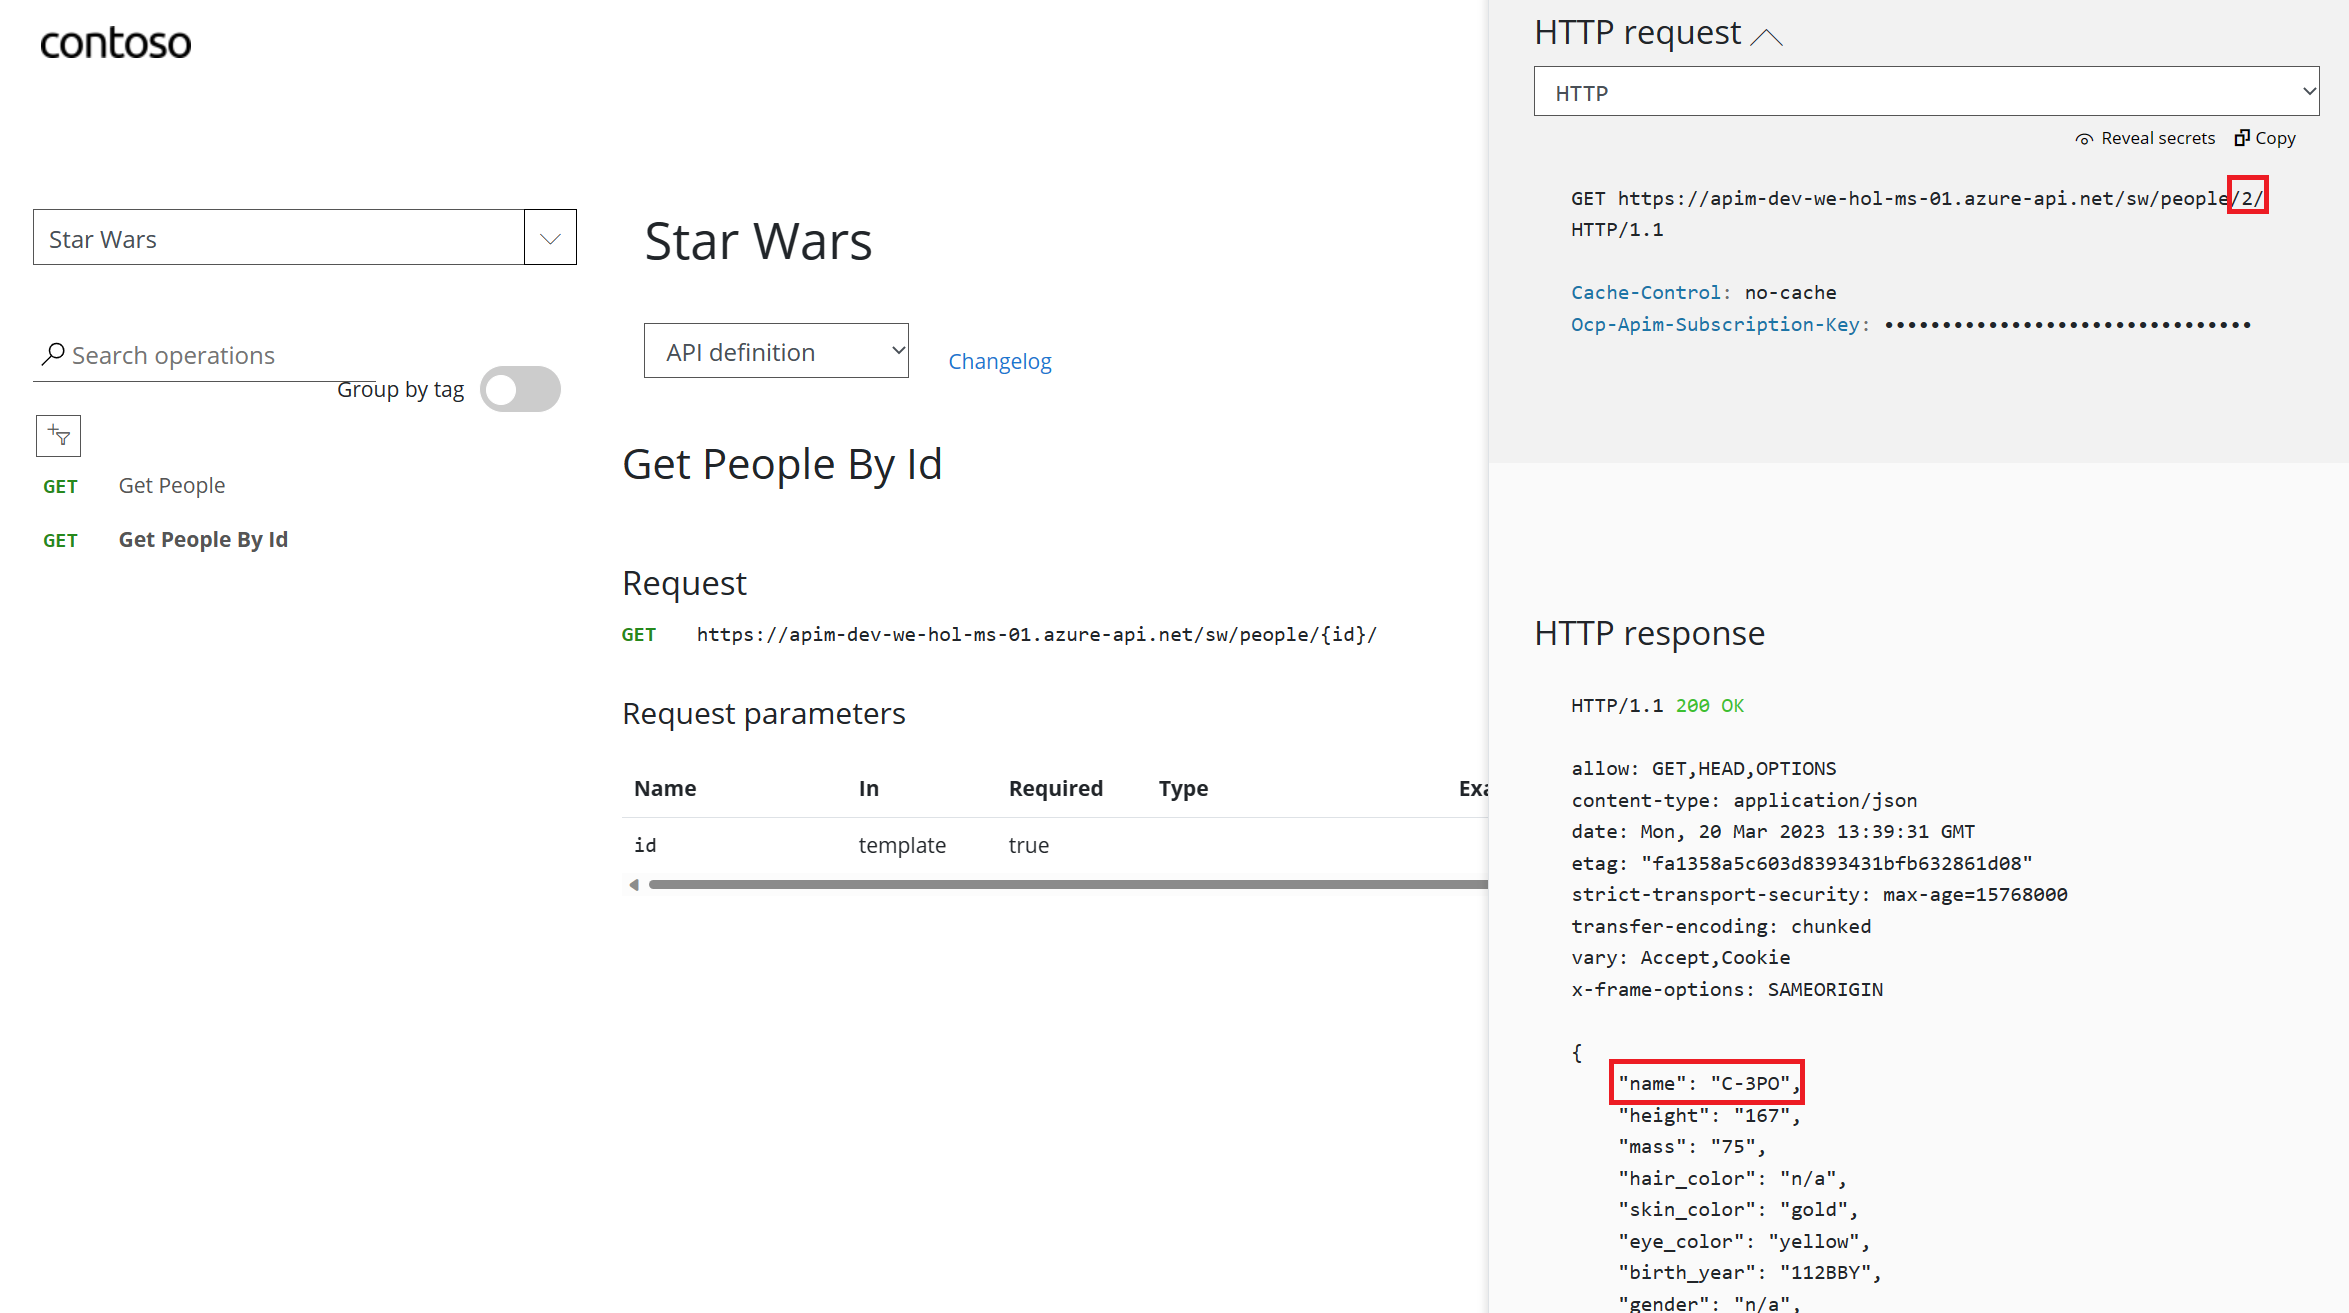 contoso
Star Wars
Search operations
Group by tag
GET Get People
GET Get People By Id
Star Wars
API definition
Changelog
Get People By Id
Request
GET https://apim-dev-we-hol-ms-01.azure-api.net/sw/people/{id}/
Request parameters
Name In Required Type Exa
id template true
HTTP request
HTTP
Reveal secrets Copy
GET https://apim-dev-we-hol-ms-01.azure-api.net/sw/people/2/
HTTP/1.1
Cache-Control: no-cache
Ocp-Apim-Subscription-Key: ••••••••••••••••••••••••••••••••
HTTP response
HTTP/1.1 200 OK
allow: GET,HEAD,OPTIONS
content-type: application/json
date: Mon, 20 Mar 2023 13:39:31 GMT
etag: "fa1358a5c603d8393431bfb632861d08"
strict-transport-security: max-age=15768000
transfer-encoding: chunked
vary: Accept,Cookie
x-frame-options: SAMEORIGIN
{
"name": "C-3PO",
"height": "167",
"mass": "75",
"hair_color": "n/a",
"skin_color": "gold",
"eye_color": "yellow",
"birth_year": "112BBY",
"gender": "n/a",